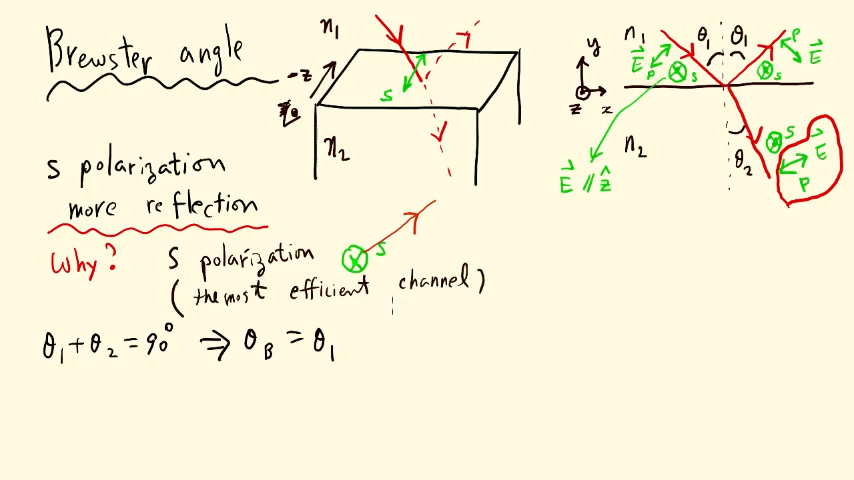 Brewster angle
s polarization
more reflection
Why? S polarization
(the most efficient channel)
θ₁ + θ₂ = 90° ⇒ θ_B = θ₁
n₁
-z
S
n₂
S
n₁ θ₁ θ₁
P E⃗ S
P E⃗ S
y
z x
n₂
θ₂
S
E⃗
P
E⃗ // ẑ